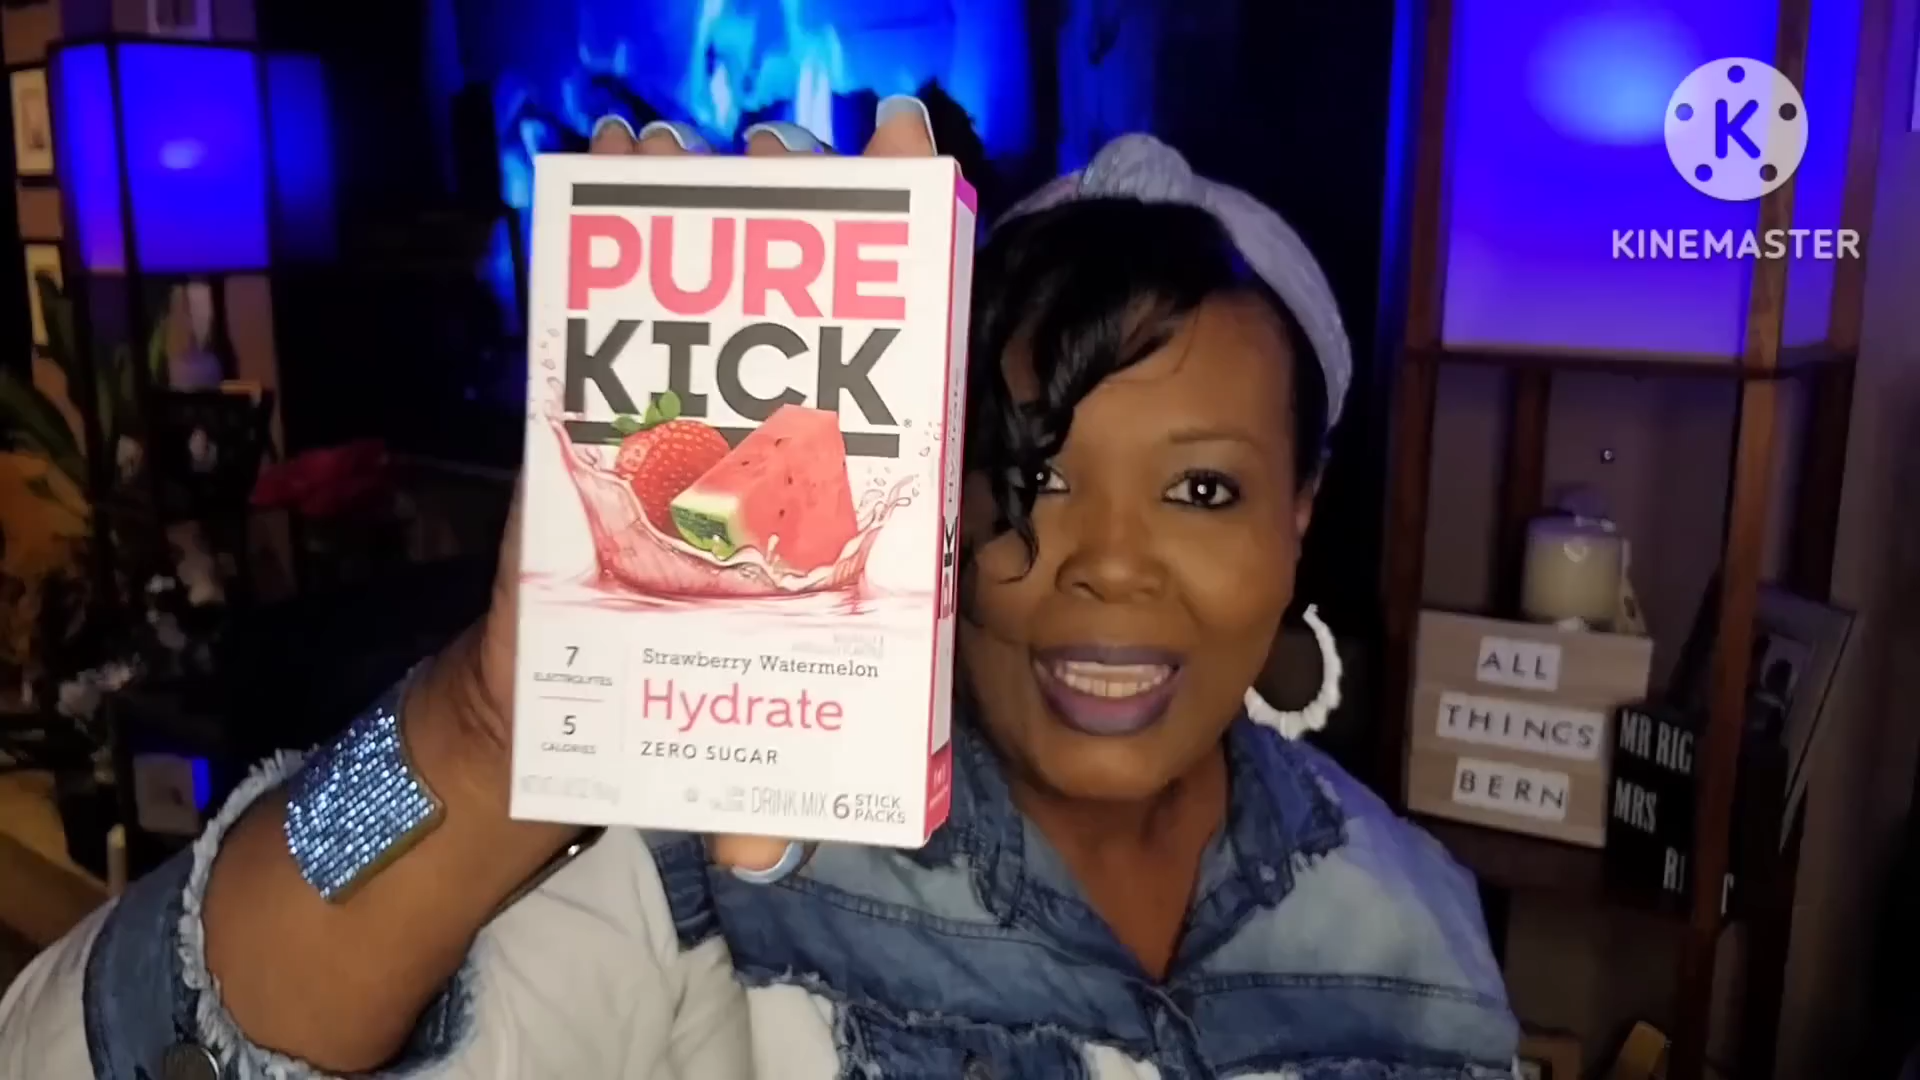 PURE
KICK
7
ELECTROLYTES
5
CALORIES
Strawberry Watermelon
Hydrate
ZERO SUGAR
DRINK MIX 6 STICK
PACKS
K
KINEMASTER
ALL
THINGS
BERN
MR
MRS